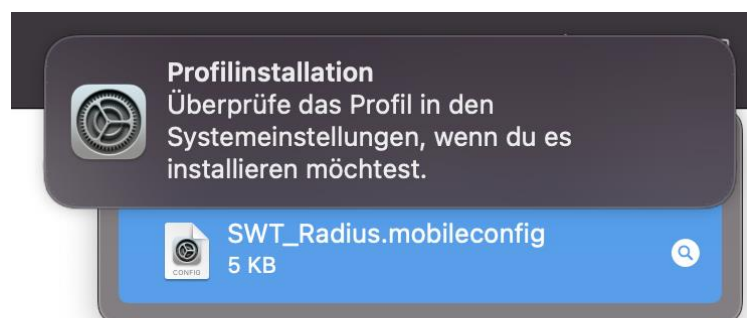 Profilinstallation
Überprüfe das Profil in den
Systemeinstellungen, wenn du es
installieren möchtest.
SWT_Radius.mobileconfig
CONFIG
5 KB